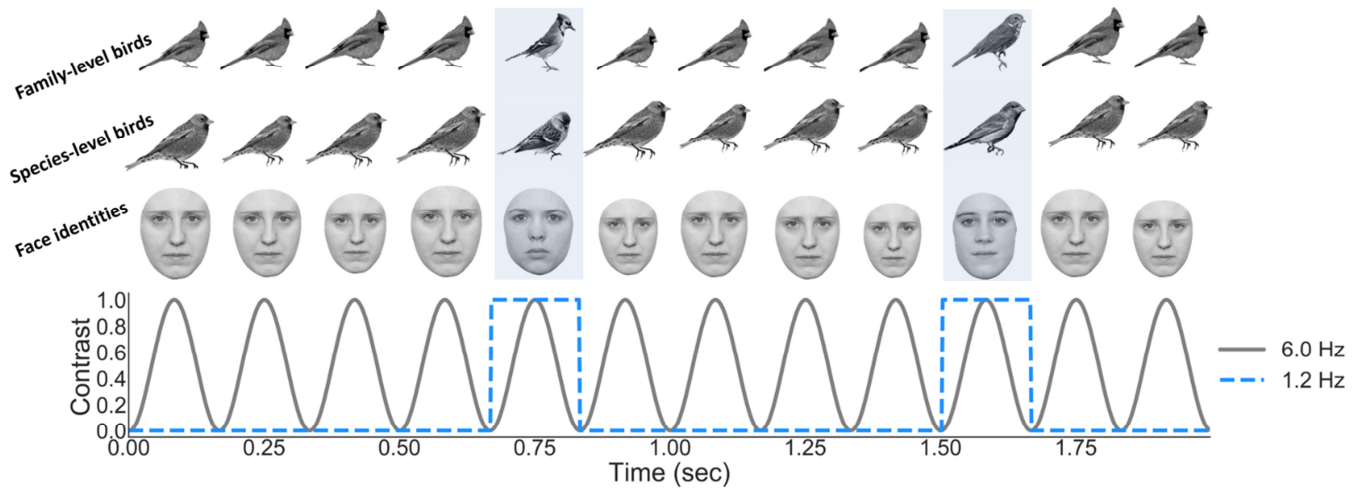 Family-level birds
Species-level birds
Face identities
Contrast
1.0
0.8
0.6
0.4
0.2
0.0
0.00 0.25 0.50 0.75 1.00 1.25 1.50 1.75
Time (sec)
6.0 Hz
1.2 Hz